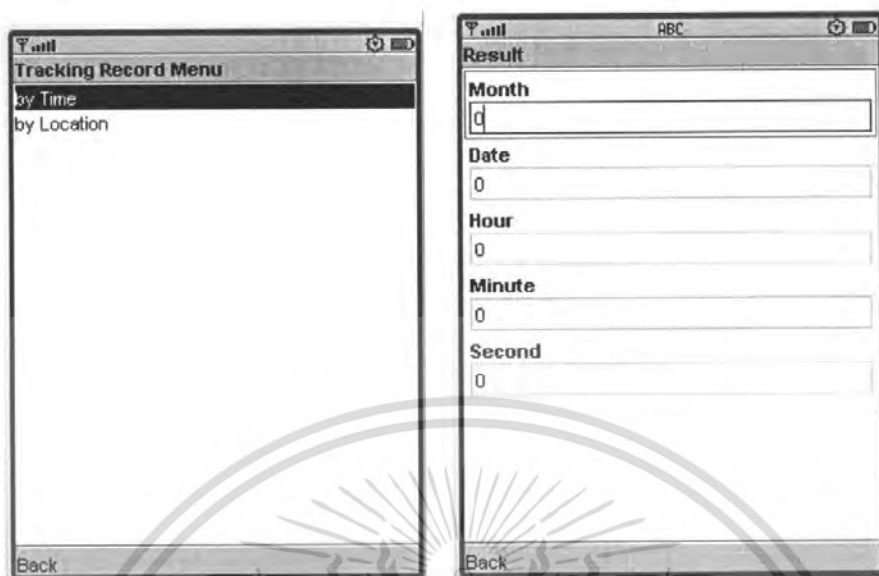 Tracking Record Menu
by Time
by Location
Back
ABC
Result
Month
0
Date
0
Hour
0
Minute
0
Second
0
Back